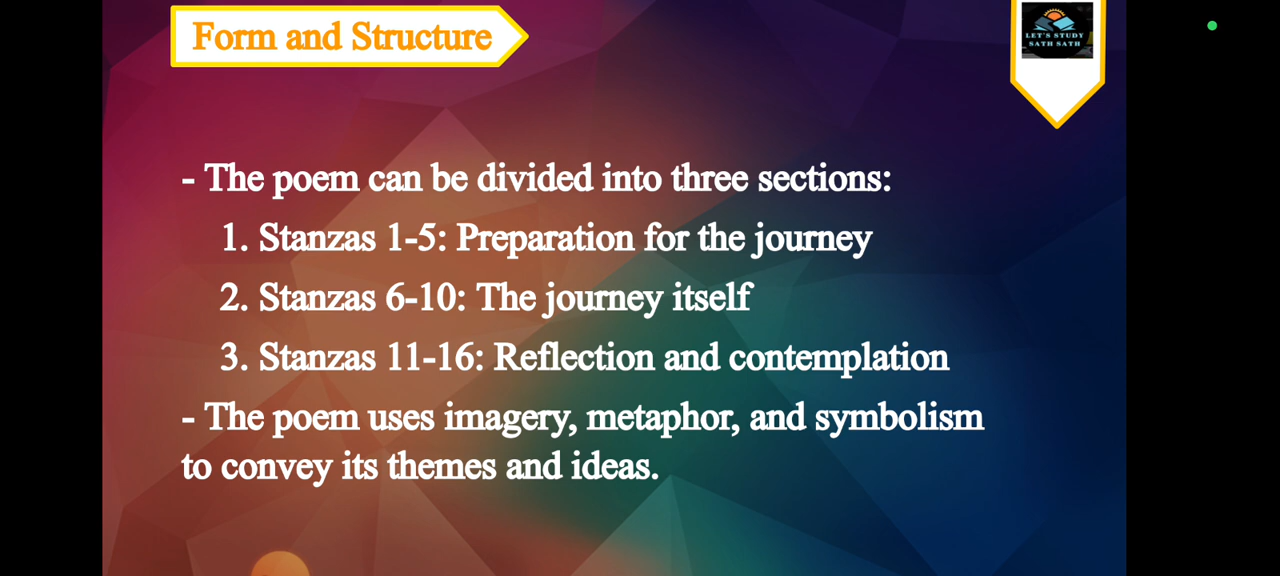 Form and Structure
LET'S STUDY
SATH SATH
- The poem can be divided into three sections:
1. Stanzas 1-5: Preparation for the journey
2. Stanzas 6-10: The journey itself
3. Stanzas 11-16: Reflection and contemplation
- The poem uses imagery, metaphor, and symbolism
to convey its themes and ideas.